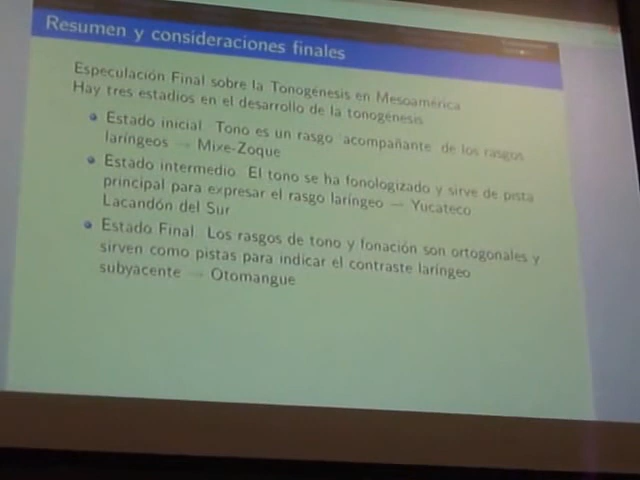 Resumen y consideraciones finales
Especulación Final sobre la Tonogénesis en Mesoamérica
Hay tres estadios en el desarrollo de la tonogénesis
Estado inicial Tono es un rasgo acompañante de los rasgos
laríngeos → Mixe-Zoque
Estado intermedio El tono se ha fonologizado y sirve de pista
principal para expresar el rasgo laríngeo — Yucateco
Lacandón del Sur
Estado Final Los rasgos de tono y fonación son ortogonales y
sirven como pistas para indicar el contraste laríngeo
subyacente → Otomangue